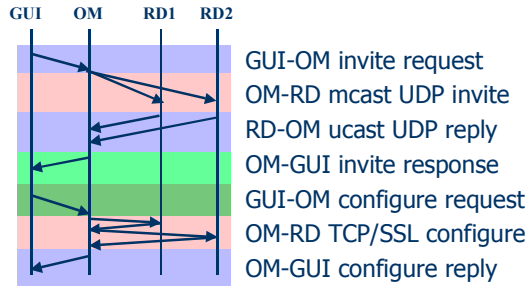 GUI OM RD1 RD2
GUI-OM invite request
OM-RD mcast UDP invite
RD-OM ucast UDP reply
OM-GUI invite response
GUI-OM configure request
OM-RD TCP/SSL configure
OM-GUI configure reply